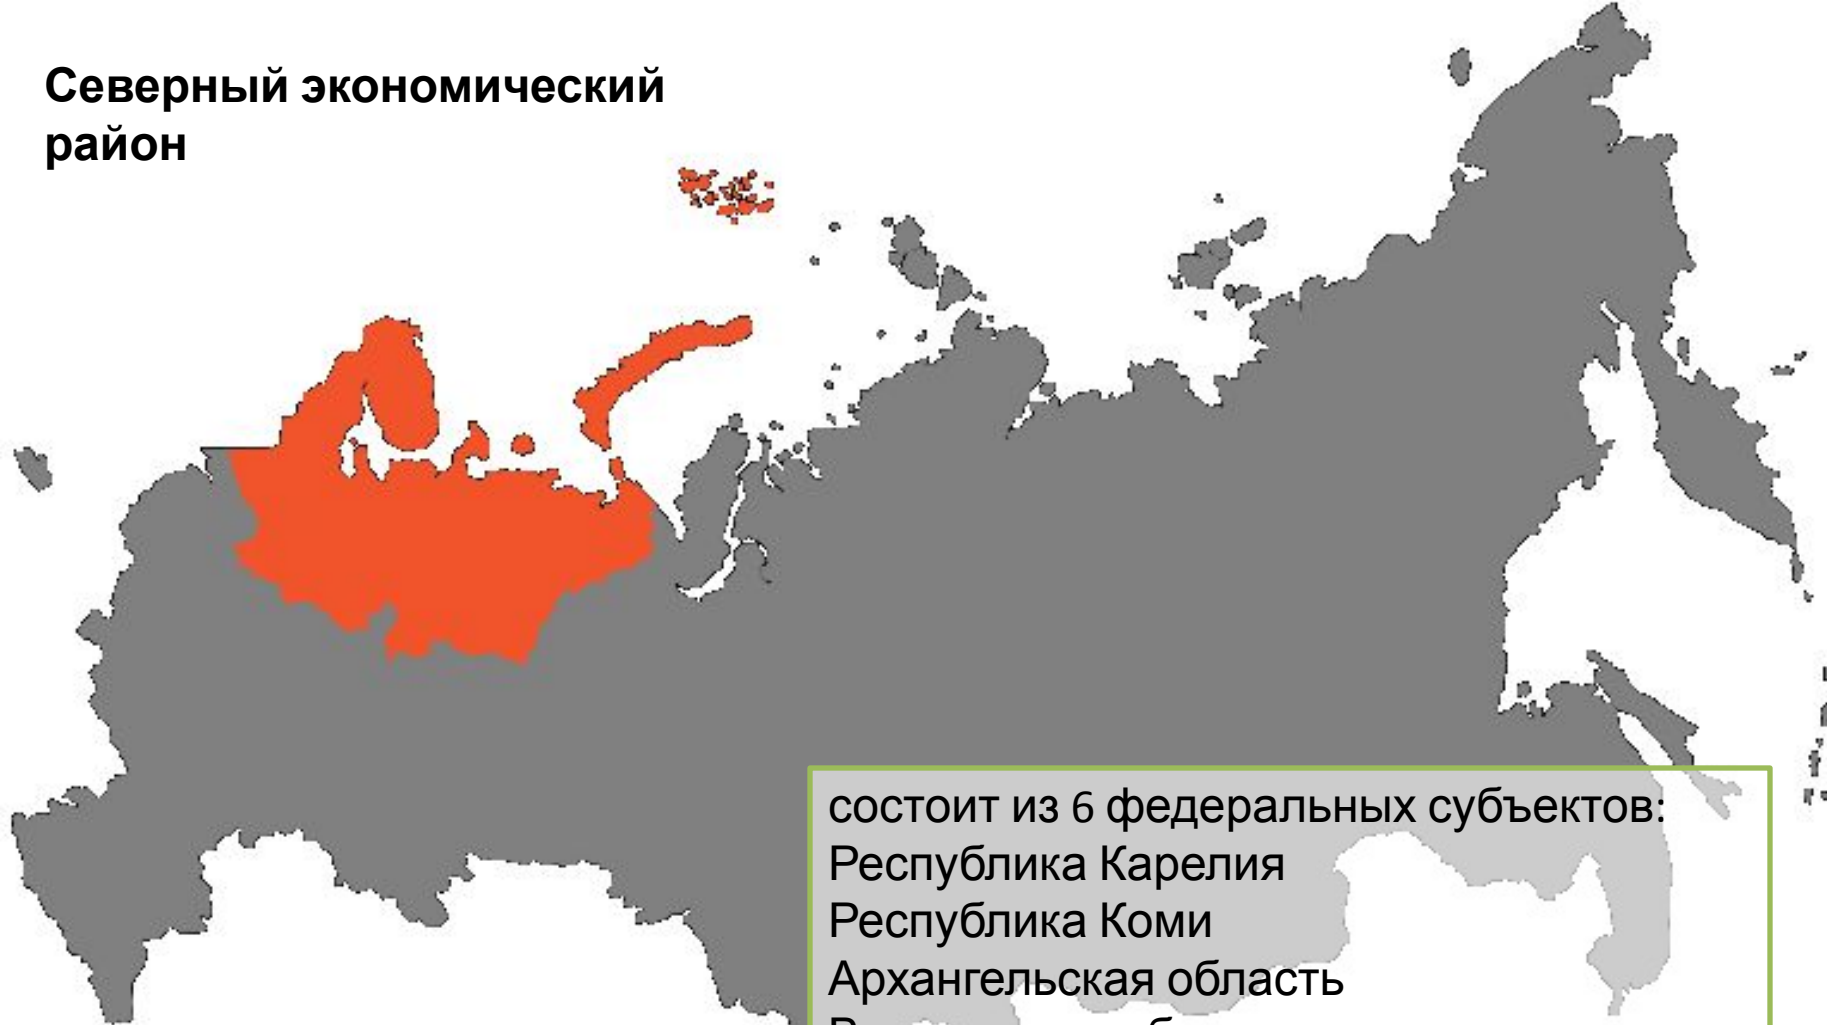 Северный экономический
район
состоит из 6 федеральных субъектов:
Республика Карелия
Республика Коми
Архангельская область